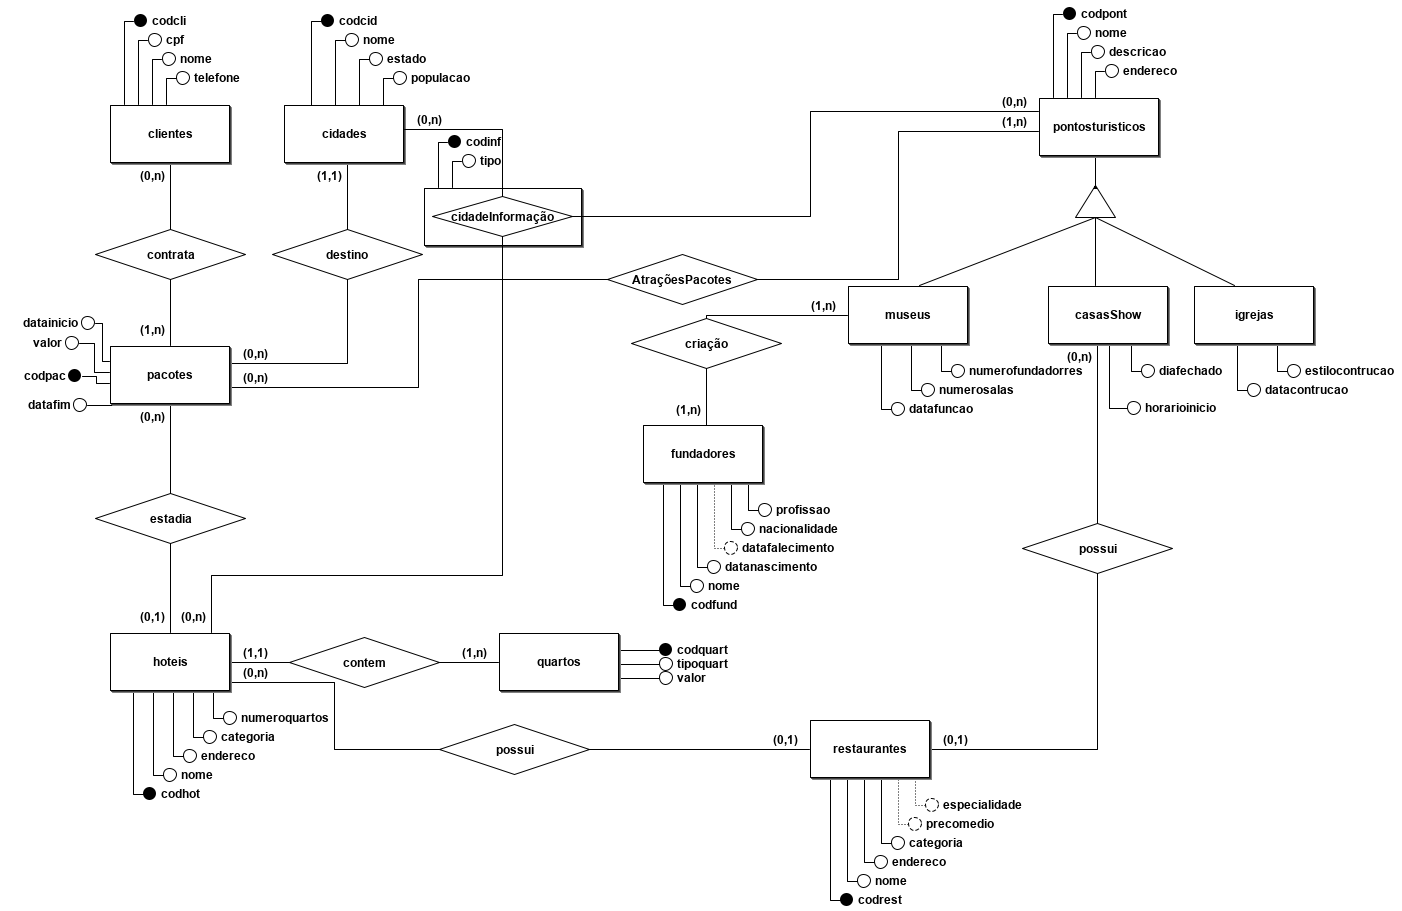 codcli
cpf
nome
telefone
clientes
(0,n)
contrata
(1,n)
codcid
nome
estado
populacao
cidades
(0,n)
(1,1)
destino
codinf
tipo
cidadeInformação
codpont
nome
descricao
endereco
(0,n)
(1,n)
pontosturisticos
AtraçõesPacotes
datainicio
valor
codpac
datafim
pacotes
(0,n)
(0,n)
(0,n)
estadia
(0,1)
(0,n)
(1,n)
museus
numerofundadorres
numerosalas
datafuncao
casasShow
(0,n)
diafechado
horarioinicio
igrejas
estilocontrucao
datacontrucao
criação
(1,n)
fundadores
profissao
nacionalidade
datafalecimento
datanascimento
nome
codfund
possui
hoteis
(1,1)
(0,n)
contem
(1,n)
quartos
codquart
tipoquart
valor
numeroquartos
categoria
endereco
nome
codhot
possui
(0,1)
restaurantes
(0,1)
especialidade
precomedio
categoria
endereco
nome
codrest